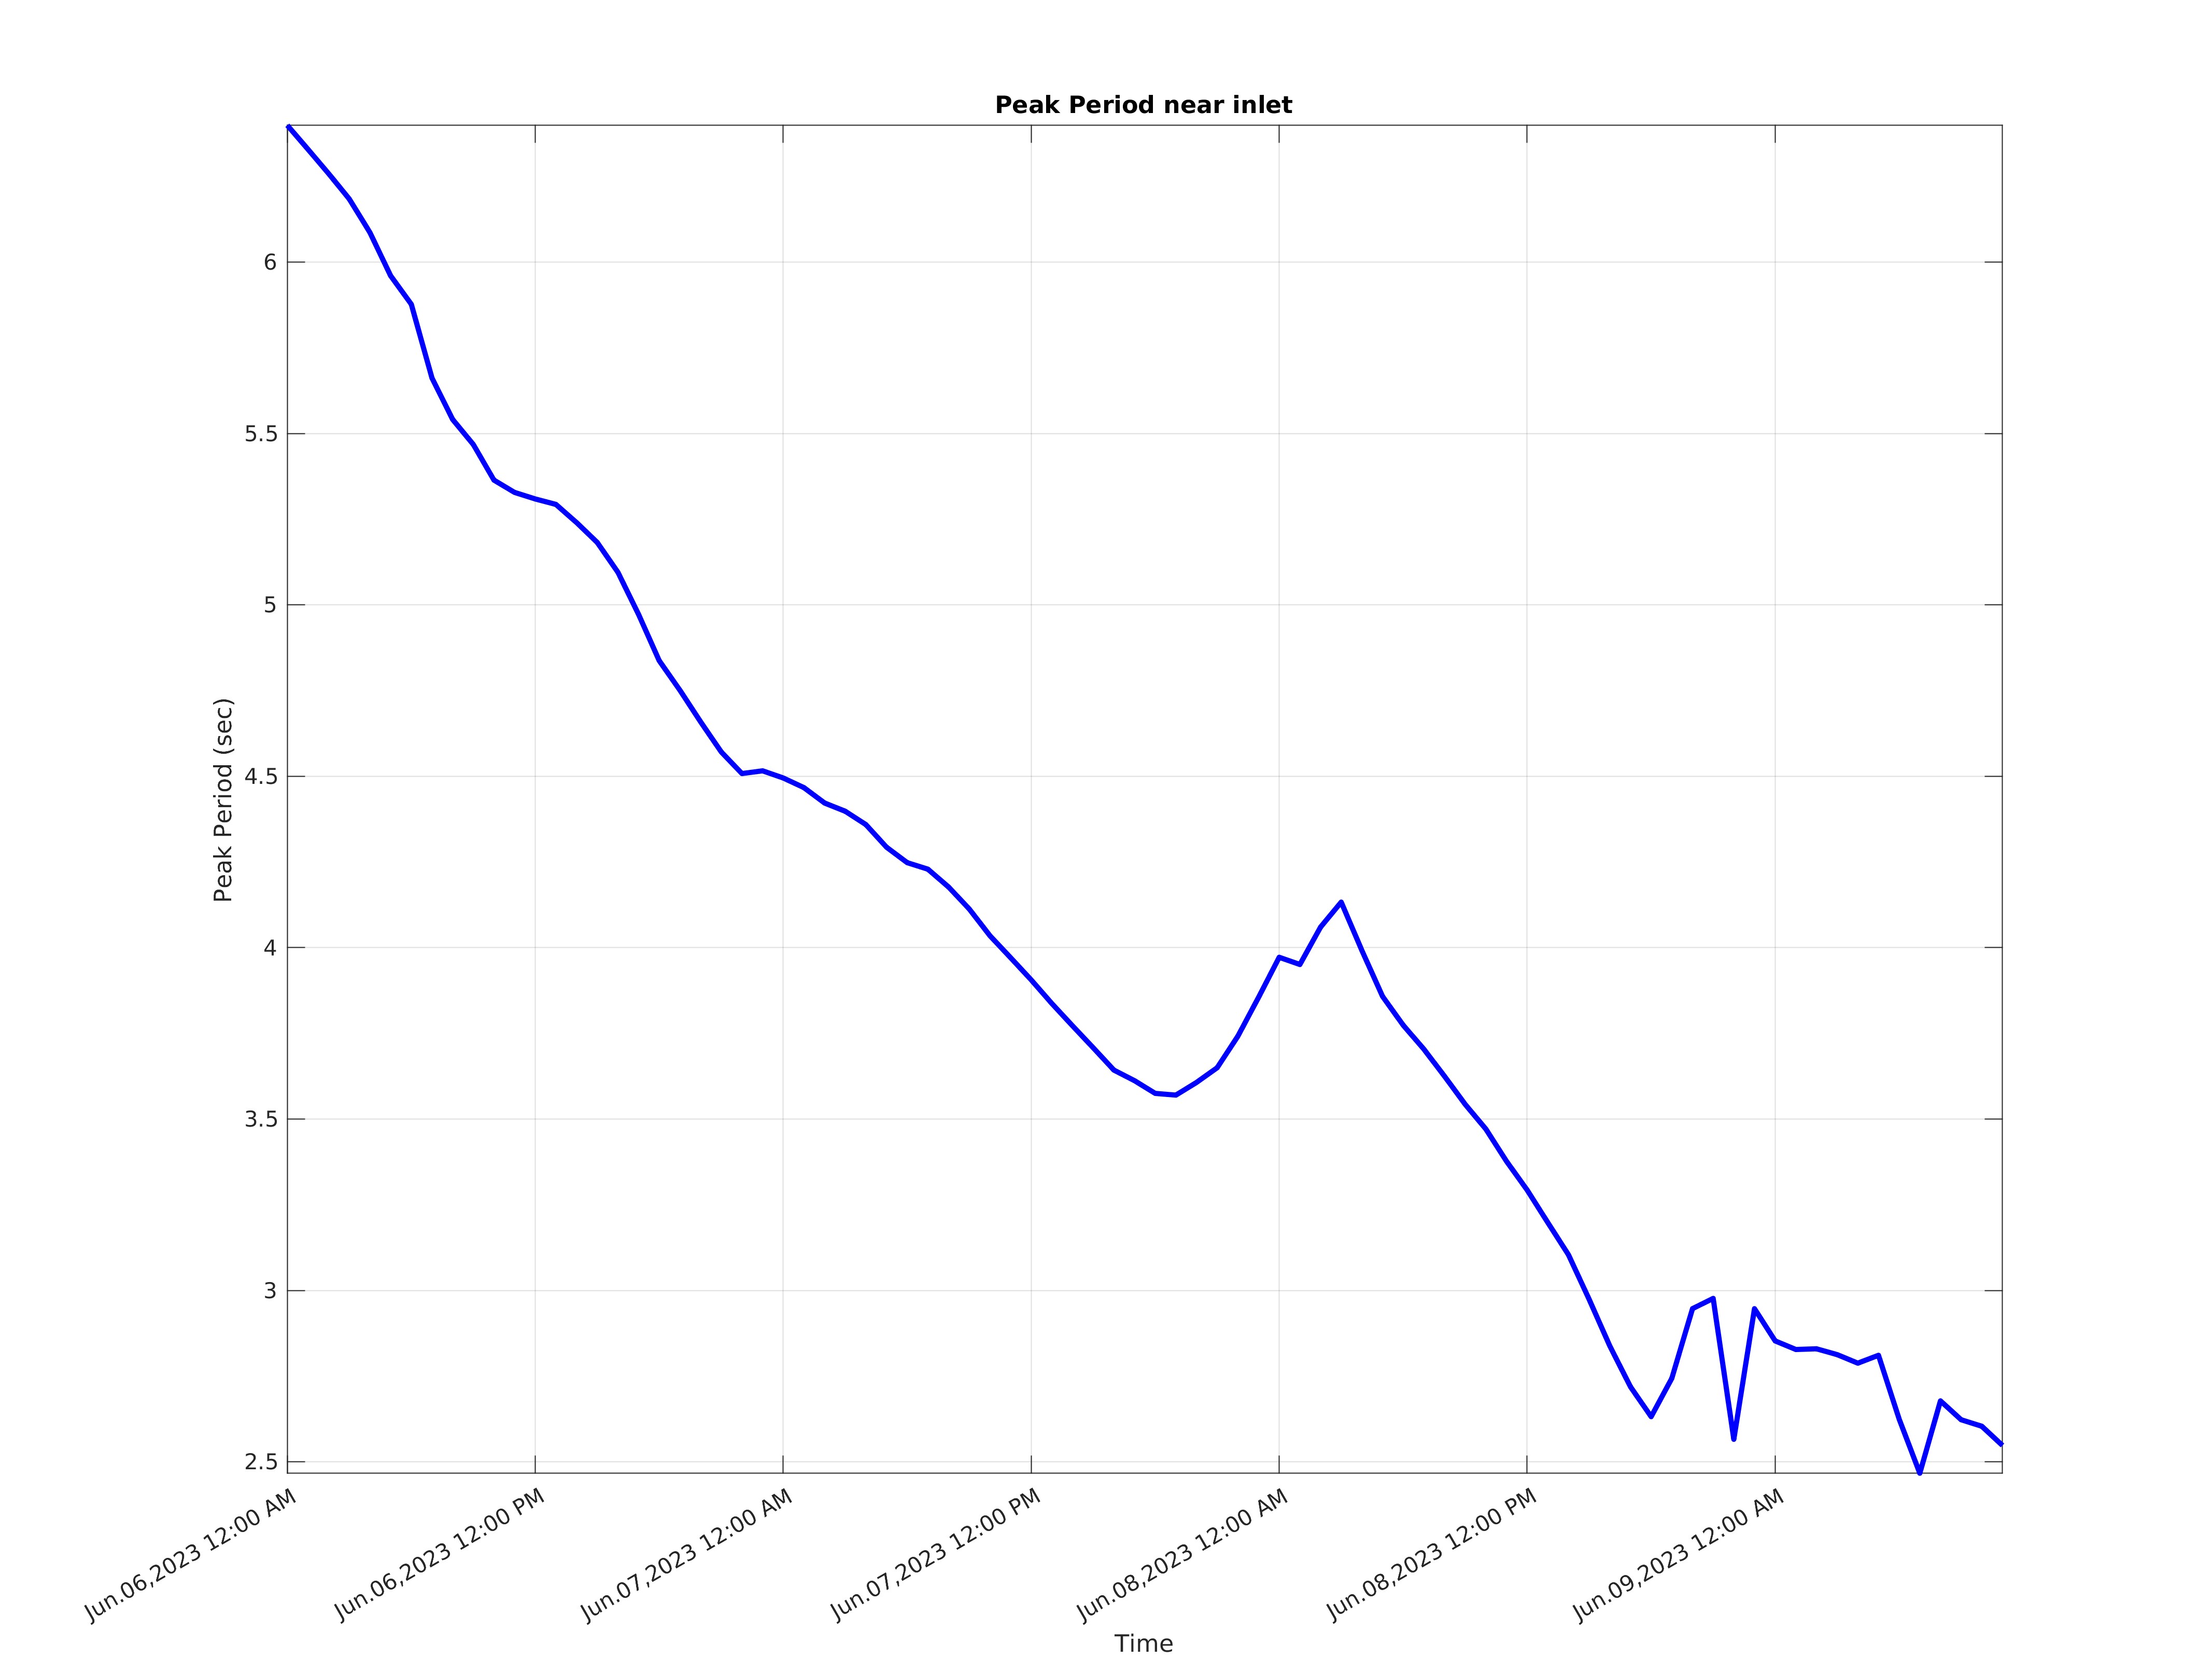 Peak Period near inlet
Peak Period (sec)
6
5.5
5
4.5
4
3.5
3
2.5
Jun.06,2023 12:00 AM
Jun.06,2023 12:00 PM
Jun.07,2023 12:00 AM
Jun.07,2023 12:00 PM
Jun.08,2023 12:00 AM
Jun.08,2023 12:00 PM
Jun.09,2023 12:00 AM
Time